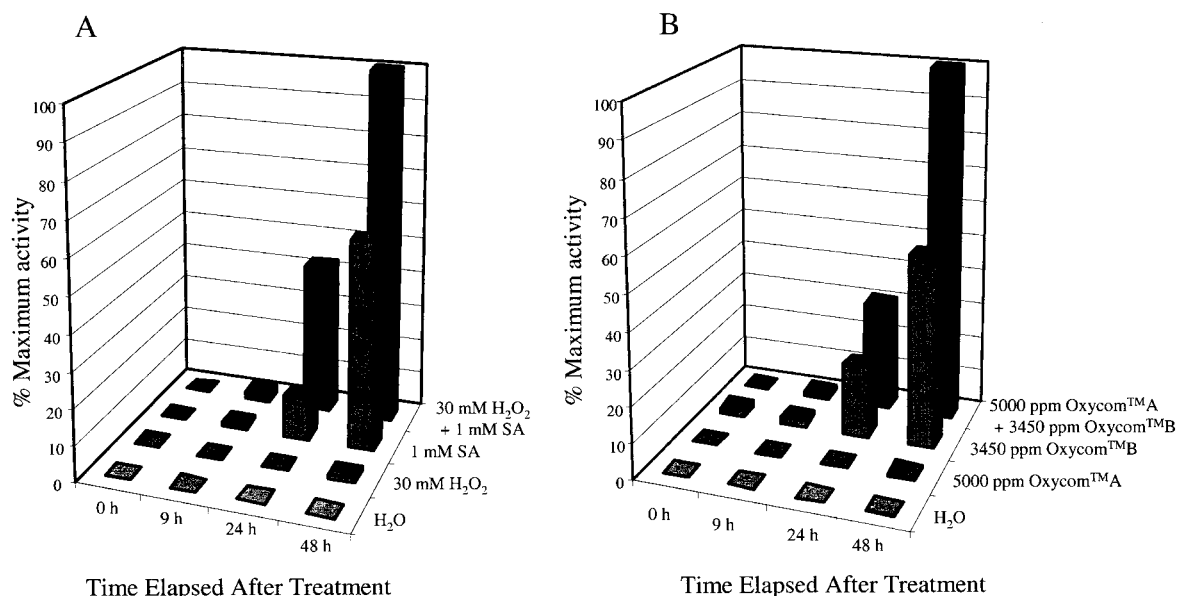 A
% Maximum activity
100
90
80
70
60
50
40
30
20
10
0
0 h
9 h
24 h
48 h
30 mM H₂O₂
+ 1 mM SA
1 mM SA
30 mM H₂O₂
H₂O
Time Elapsed After Treatment
B
% Maximum activity
100
90
80
70
60
50
40
30
20
10
0
0 h
9 h
24 h
48 h
5000 ppm Oxycom™A
+ 3450 ppm Oxycom™B
3450 ppm Oxycom™B
5000 ppm Oxycom™A
H₂O
Time Elapsed After Treatment